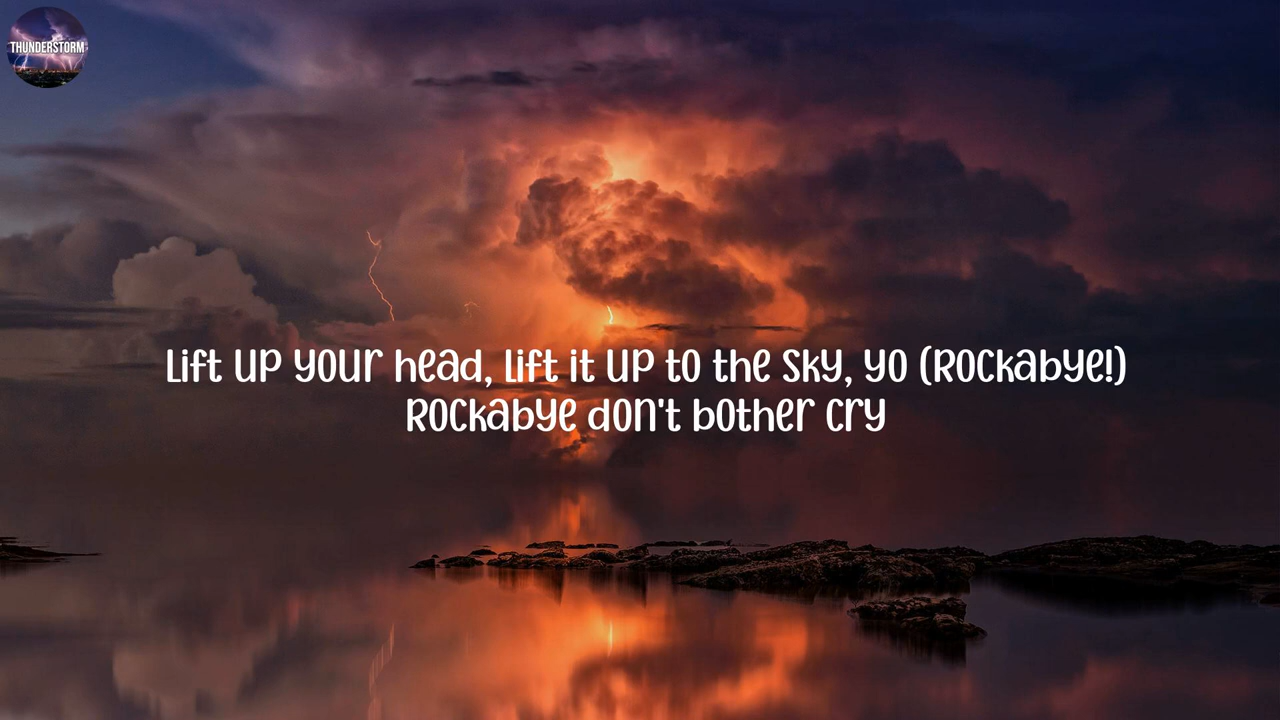 THUNDERSTORM
Lift up your head, lift it up to the sky, yo (Rockabye!)
Rockabye don't bother cry